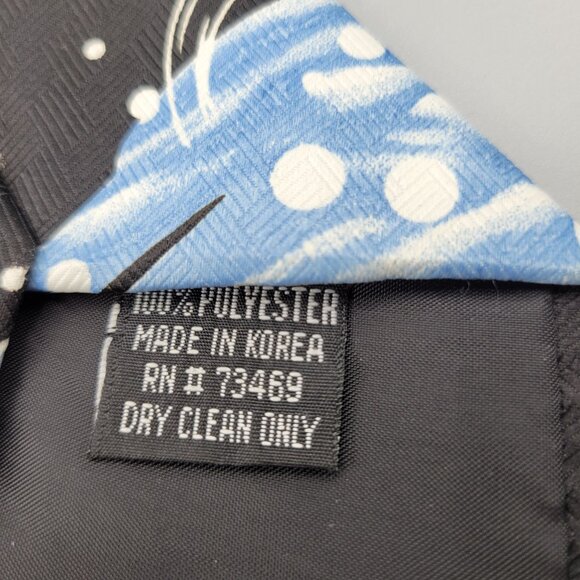 100% POLYESTER
MADE IN KOREA
RN # 73469
DRY CLEAN ONLY